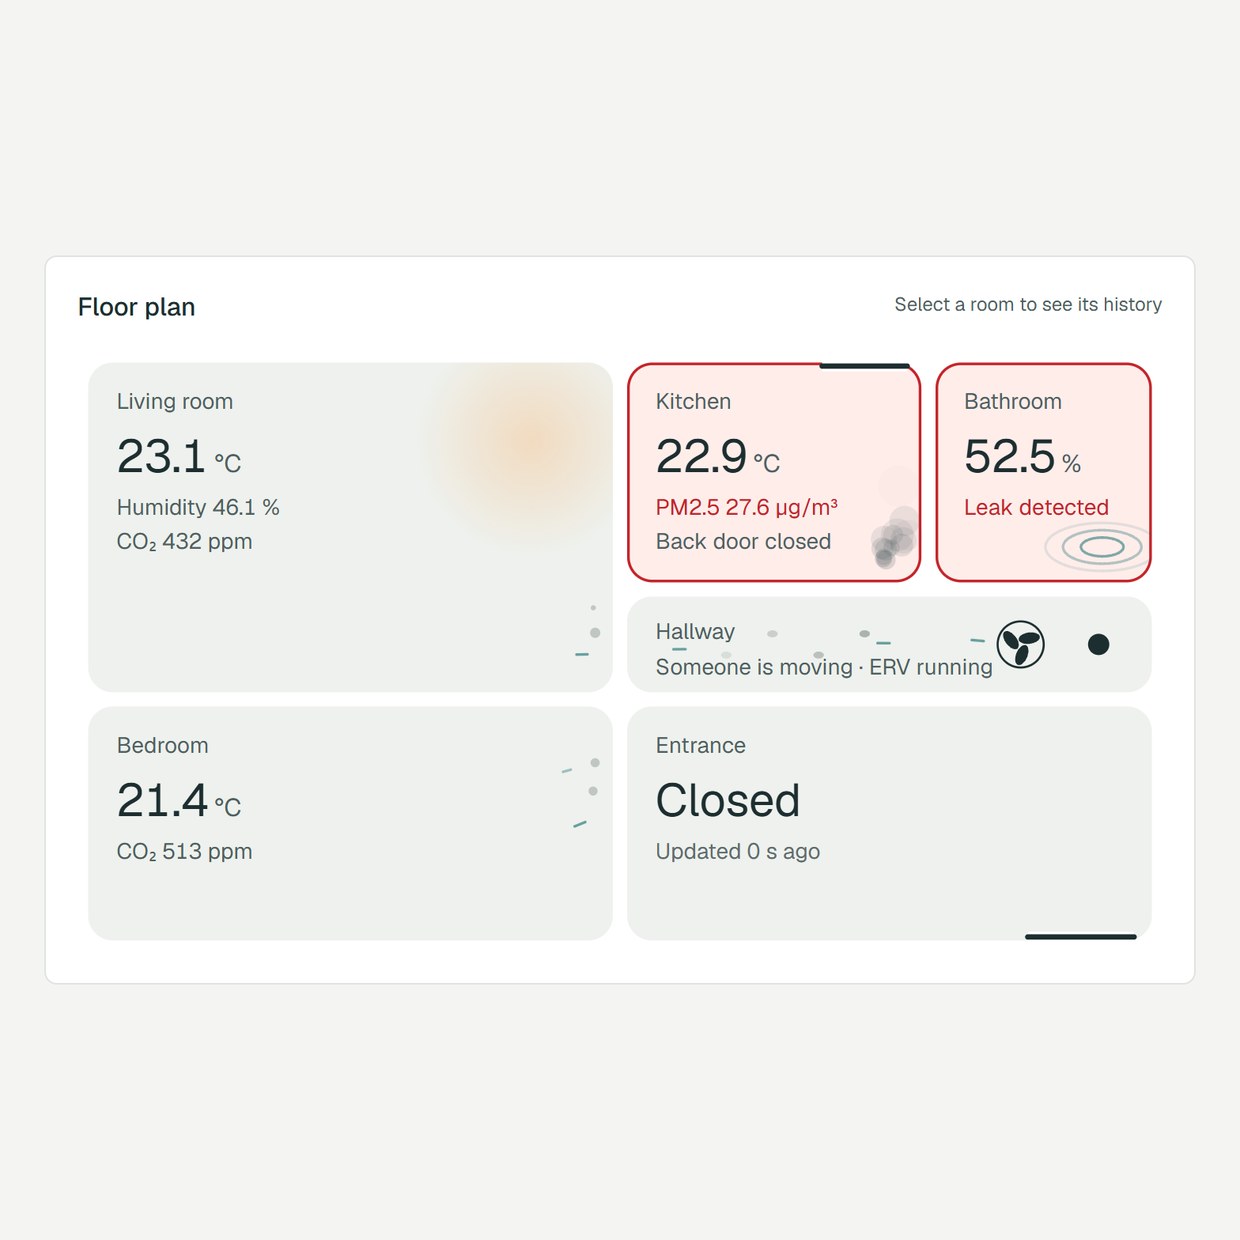 Floor plan
Select a room to see its history
Living room
23.1 °C
Humidity 46.1 %
CO₂ 432 ppm
Kitchen
22.9 °C
PM2.5 27.6 µg/m³
Back door closed
Bathroom
52.5 %
Leak detected
Hallway
Someone is moving · ERV running
Bedroom
21.4 °C
CO₂ 513 ppm
Entrance
Closed
Updated 0 s ago